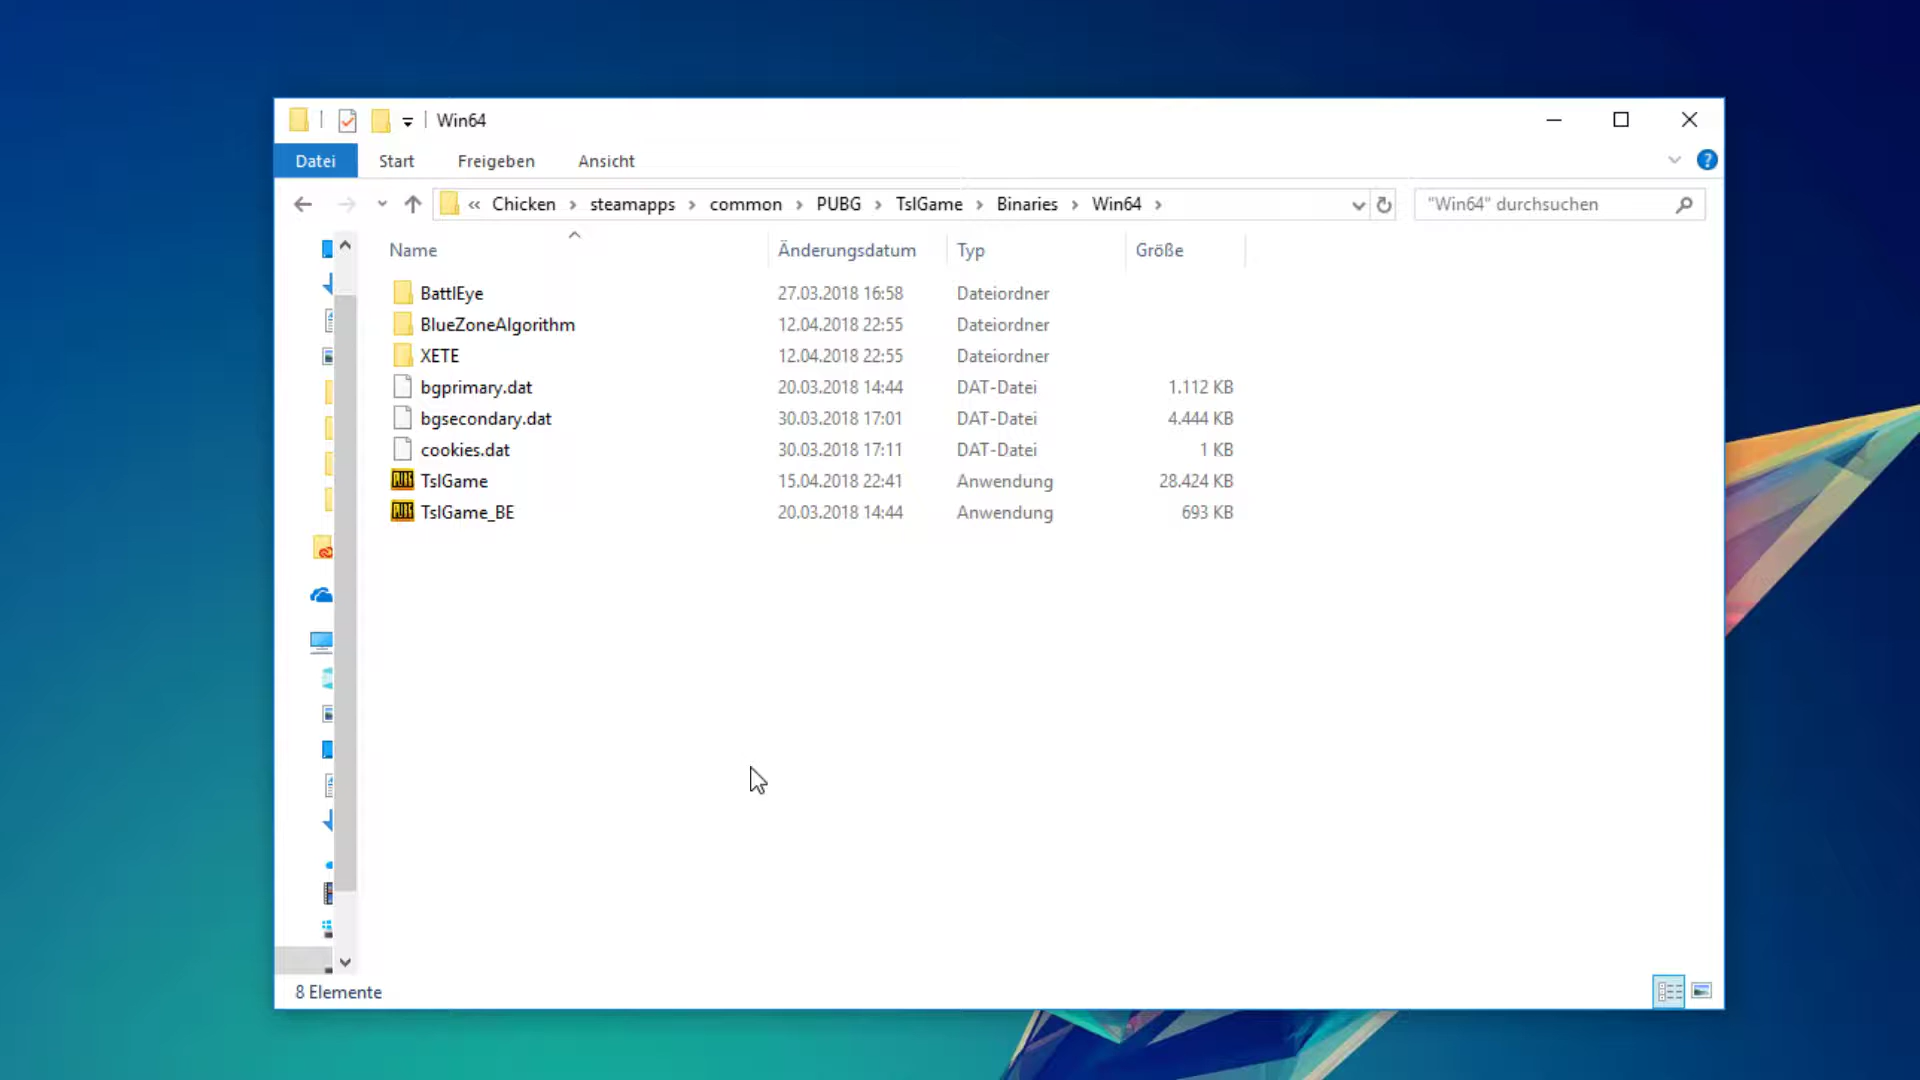 Win64
Datei Start Freigeben Ansicht
« Chicken › steamapps › common › PUBG › TslGame › Binaries › Win64 › "Win64" durchsuchen
Name Änderungsdatum Typ Größe
BattlEye 27.03.2018 16:58 Dateiordner
BlueZoneAlgorithm 12.04.2018 22:55 Dateiordner
XETE 12.04.2018 22:55 Dateiordner
bgprimary.dat 20.03.2018 14:44 DAT-Datei 1.112 KB
bgsecondary.dat 30.03.2018 17:01 DAT-Datei 4.444 KB
cookies.dat 30.03.2018 17:11 DAT-Datei 1 KB
TslGame 15.04.2018 22:41 Anwendung 28.424 KB
TslGame_BE 20.03.2018 14:44 Anwendung 693 KB
8 Elemente